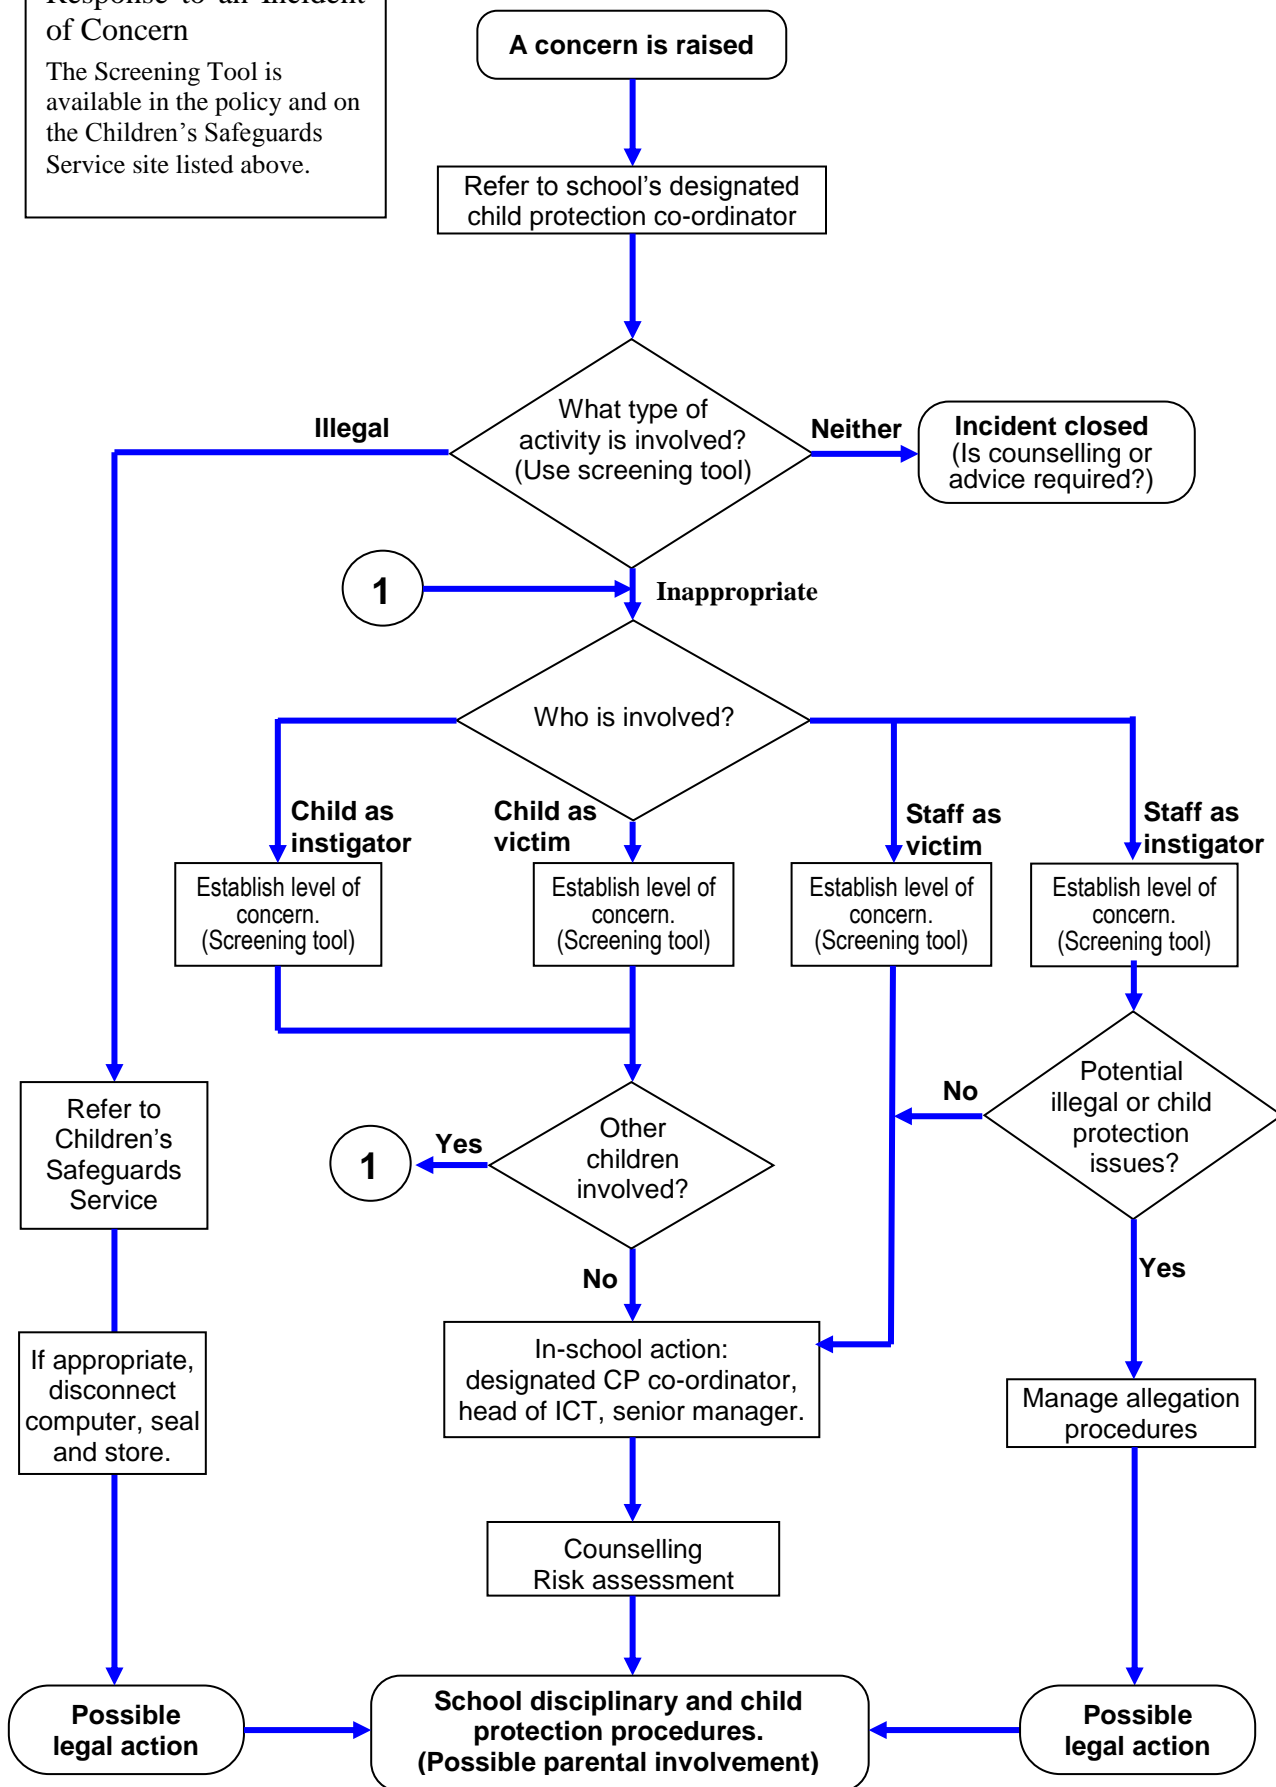 Response to an Incident
of Concern
The Screening Tool is
available in the policy and on
the Children's Safeguards
Service site listed above.
A concern is raised
Refer to school's designated
child protection co-ordinator
What type of
activity is involved?
(Use screening tool)
Illegal
Neither
Incident closed
(Is counselling or
advice required?)
1
Inappropriate
Who is involved?
Child as
instigator
Child as
victim
Staff as
victim
Staff as
instigator
Establish level of
concern.
(Screening tool)
Establish level of
concern.
(Screening tool)
Establish level of
concern.
(Screening tool)
Establish level of
concern.
(Screening tool)
Refer to
Children's
Safeguards
Service
1
Yes
Other
children
involved?
No
No
Potential
illegal or child
protection
issues?
Yes
If appropriate,
disconnect
computer, seal
and store.
In-school action:
designated CP co-ordinator,
head of ICT, senior manager.
Manage allegation
procedures
Counselling
Risk assessment
Possible
legal action
School disciplinary and child
protection procedures.
(Possible parental involvement)
Possible
legal action